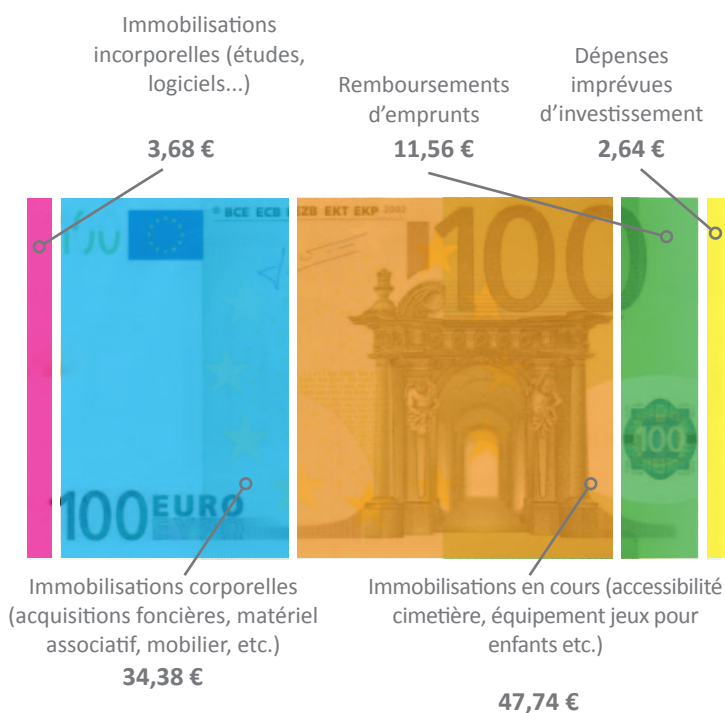 Immobilisations
incorporelles (études,
logiciels...)
3,68 €
Remboursements
d'emprunts
11,56 €
Dépenses
imprévues
d'investissement
2,64 €
BCE ECB EZB EKT EKP 2002
100
100
100 EURO
Immobilisations corporelles
(acquisitions foncières, matériel
associatif, mobilier, etc.)
34,38 €
Immobilisations en cours (accessibilité
cimetière, équipement jeux pour
enfants etc.)
47,74 €